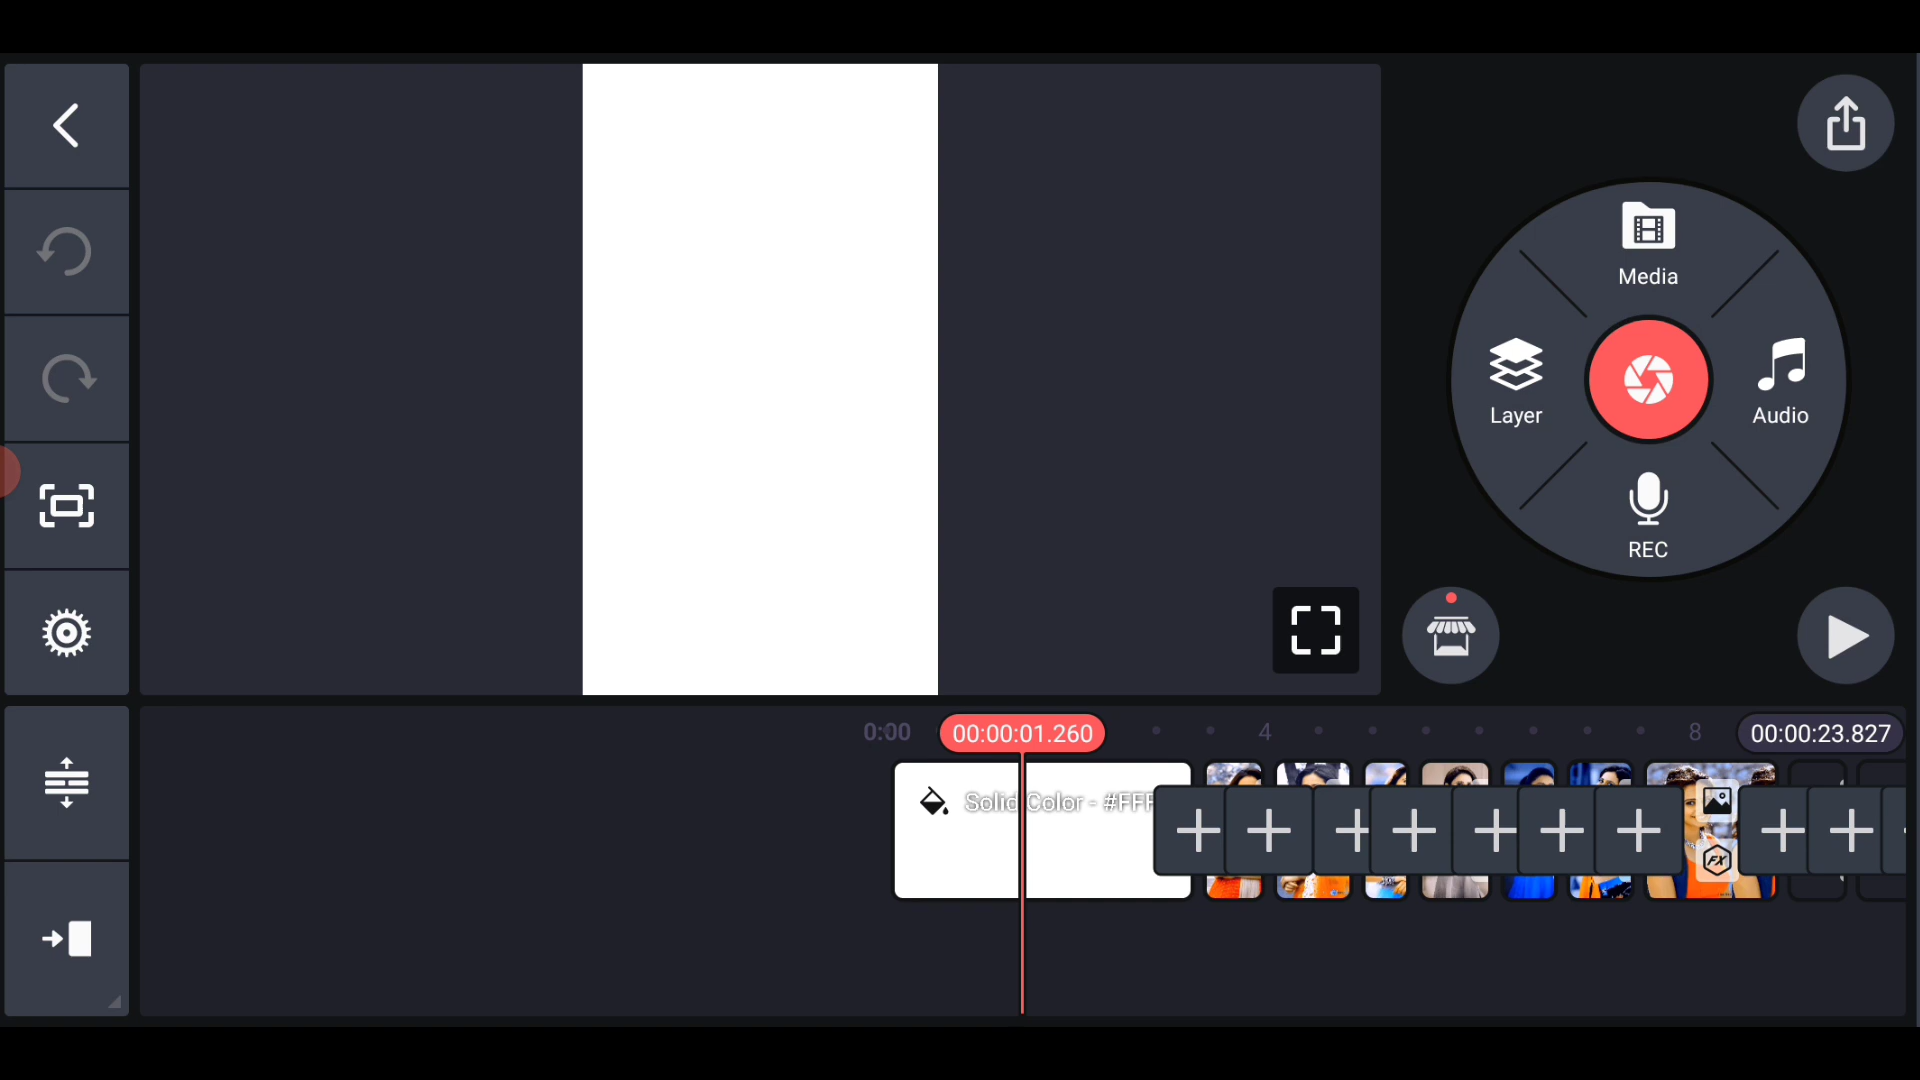 Media
Layer
Audio
REC
0:00
00:00:01.260
4
8
00:00:23.827
Solid Color - #FFF
FX